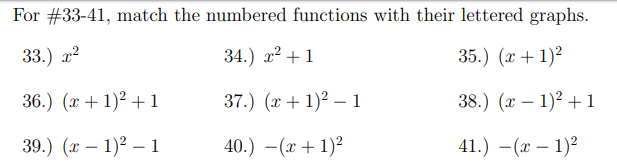 For #33-41, match the numbered functions with their lettered graphs.
33.) x² 34.) x² + 1 35.) (x + 1)²
36.) (x + 1)² + 1 37.) (x + 1)² − 1 38.) (x − 1)² + 1
39.) (x − 1)² − 1 40.) −(x + 1)² 41.) −(x − 1)²